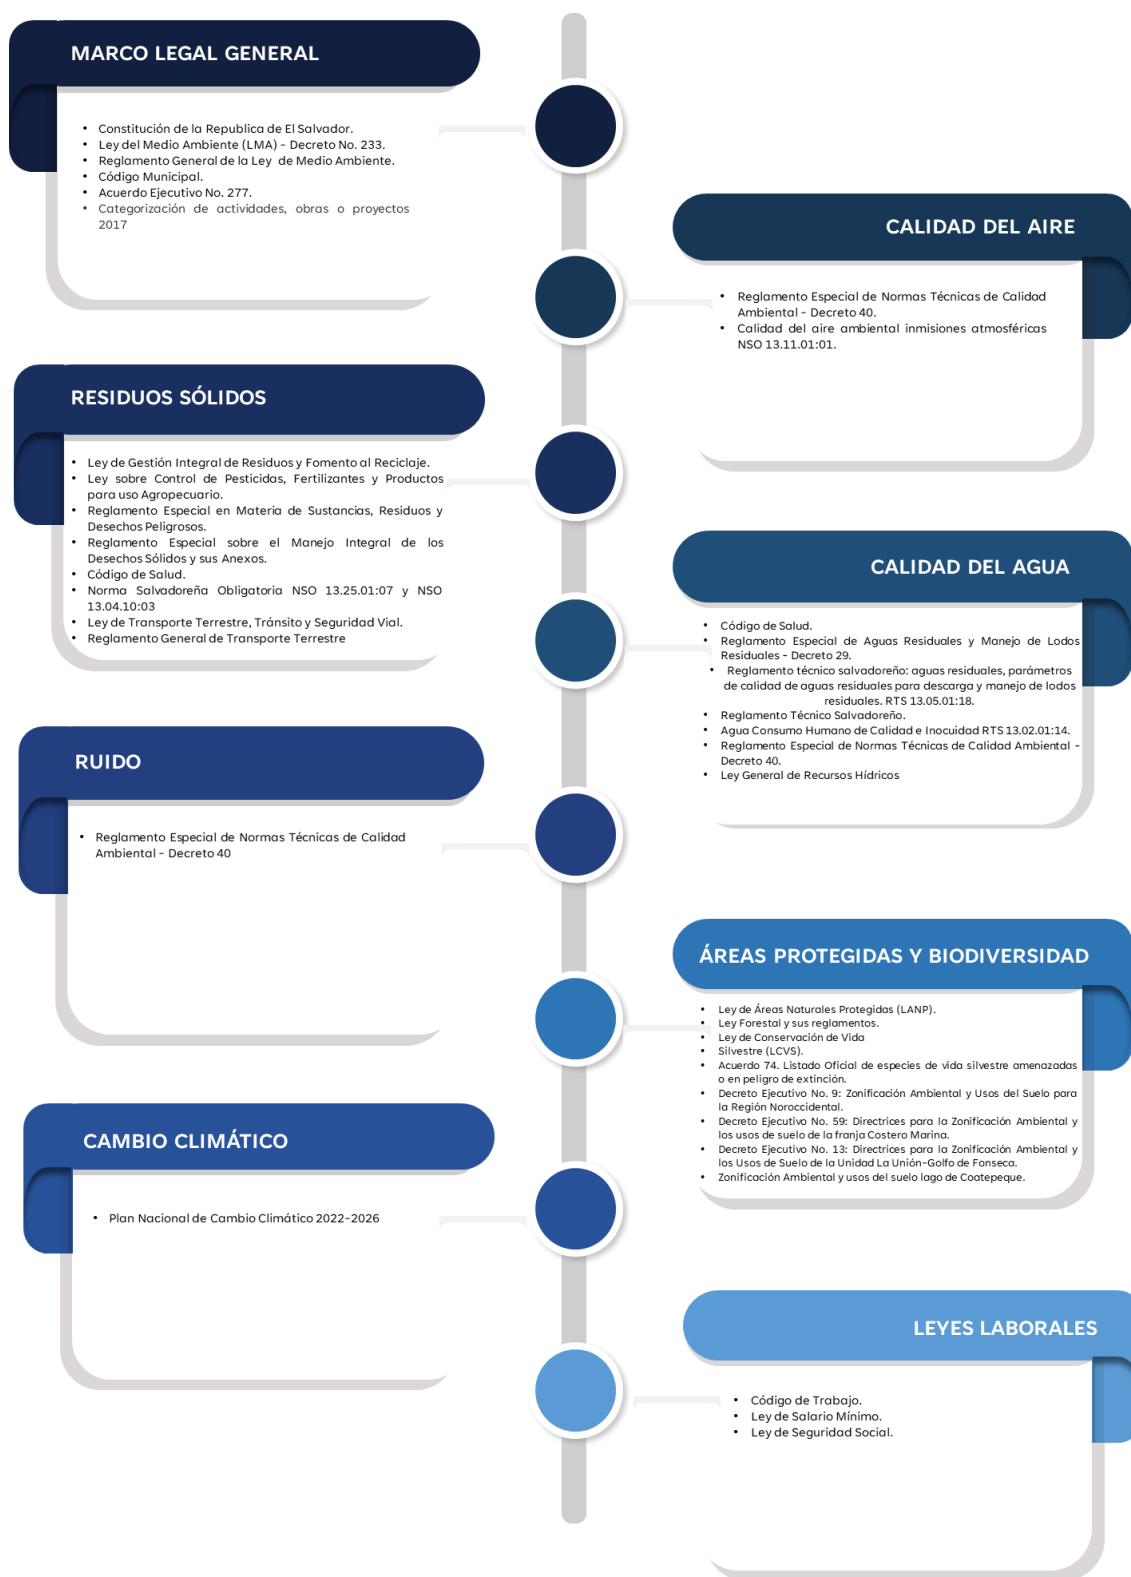 MARCO LEGAL GENERAL
• Constitución de la Republica de El Salvador.
• Ley del Medio Ambiente (LMA) – Decreto No. 233.
• Reglamento General de la Ley de Medio Ambiente.
• Código Municipal.
• Acuerdo Ejecutivo No. 277.
• Categorización de actividades, obras o proyectos
2017
CALIDAD DEL AIRE
• Reglamento Especial de Normas Técnicas de Calidad
Ambiental – Decreto 40.
• Calidad del aire ambiental inmisiones atmosféricas
NSO 13.11.01:01.
RESIDUOS SÓLIDOS
• Ley de Gestión Integral de Residuos y Fomento al Reciclaje.
• Ley sobre Control de Pesticidas, Fertilizantes y Productos
para uso Agropecuario.
• Reglamento Especial en Materia de Sustancias, Residuos y
Desechos Peligrosos.
• Reglamento Especial sobre el Manejo Integral de los
Desechos Sólidos y sus Anexos.
• Código de Salud.
• Norma Salvadoreña Obligatoria NSO 13.25.01:07 y NSO
13.04.10:03
• Ley de Transporte Terrestre, Tránsito y Seguridad Vial.
• Reglamento General de Transporte Terrestre
CALIDAD DEL AGUA
• Código de Salud.
• Reglamento Especial de Aguas Residuales y Manejo de Lodos
Residuales – Decreto 29.
• Reglamento técnico salvadoreño: aguas residuales, parámetros
de calidad de aguas residuales para descarga y manejo de lodos
residuales. RTS 13.05.01:18.
• Reglamento Técnico Salvadoreño.
• Agua Consumo Humano de Calidad e Inocuidad RTS 13.02.01:14.
• Reglamento Especial de Normas Técnicas de Calidad Ambiental –
Decreto 40.
• Ley General de Recursos Hídricos
RUIDO
• Reglamento Especial de Normas Técnicas de Calidad
Ambiental – Decreto 40
ÁREAS PROTEGIDAS Y BIODIVERSIDAD
• Ley de Áreas Naturales Protegidas (LANP).
• Ley Forestal y sus reglamentos.
• Ley de Conservación de Vida
• Silvestre (LCVS).
• Acuerdo 74. Listado Oficial de especies de vida silvestre amenazadas
o en peligro de extinción.
• Decreto Ejecutivo No. 9: Zonificación Ambiental y Usos del Suelo para
la Región Noroccidental.
• Decreto Ejecutivo No. 59: Directrices para la Zonificación Ambiental y
los usos de suelo de la franja Costero Marina.
• Decreto Ejecutivo No. 13: Directrices para la Zonificación Ambiental y
los Usos de Suelo de la Unidad La Unión-Golfo de Fonseca.
• Zonificación Ambiental y usos del suelo lago de Coatepeque.
CAMBIO CLIMÁTICO
• Plan Nacional de Cambio Climático 2022-2026
LEYES LABORALES
• Código de Trabajo.
• Ley de Salario Mínimo.
• Ley de Seguridad Social.